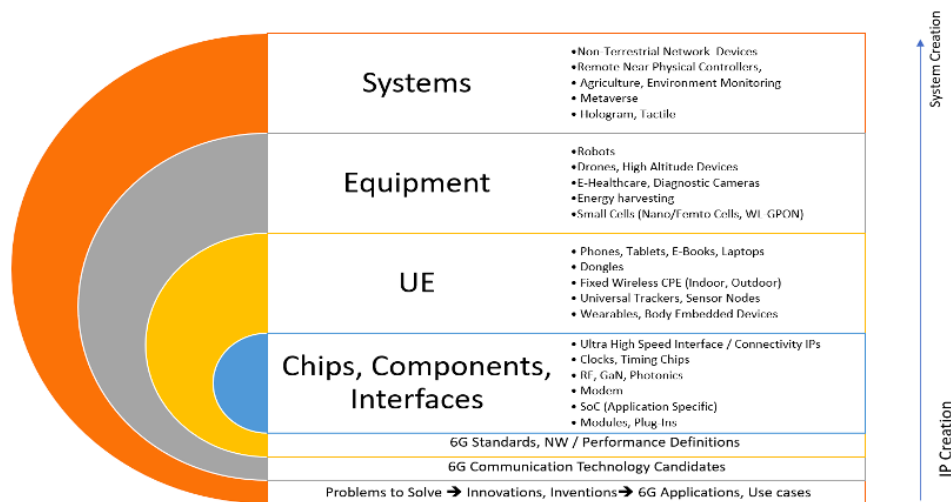 Systems
•Non-Terrestrial Network Devices
•Remote Near Physical Controllers,
• Agriculture, Environment Monitoring
• Metaverse
• Hologram, Tactile
Equipment
•Robots
•Drones, High Altitude Devices
•E-Healthcare, Diagnostic Cameras
•Energy harvesting
•Small Cells (Nano/Femto Cells, WL-GPON)
UE
• Phones, Tablets, E-Books, Laptops
• Dongles
• Fixed Wireless CPE (Indoor, Outdoor)
• Universal Trackers, Sensor Nodes
• Wearables, Body Embedded Devices
Chips, Components,
Interfaces
• Ultra High Speed Interface / Connectivity IPs
• Clocks, Timing Chips
• RF, GaN, Photonics
• Modem
• SoC (Application Specific)
• Modules, Plug-Ins
6G Standards, NW / Performance Definitions
6G Communication Technology Candidates
Problems to Solve ➔ Innovations, Inventions➔ 6G Applications, Use cases
System Creation
IP Creation